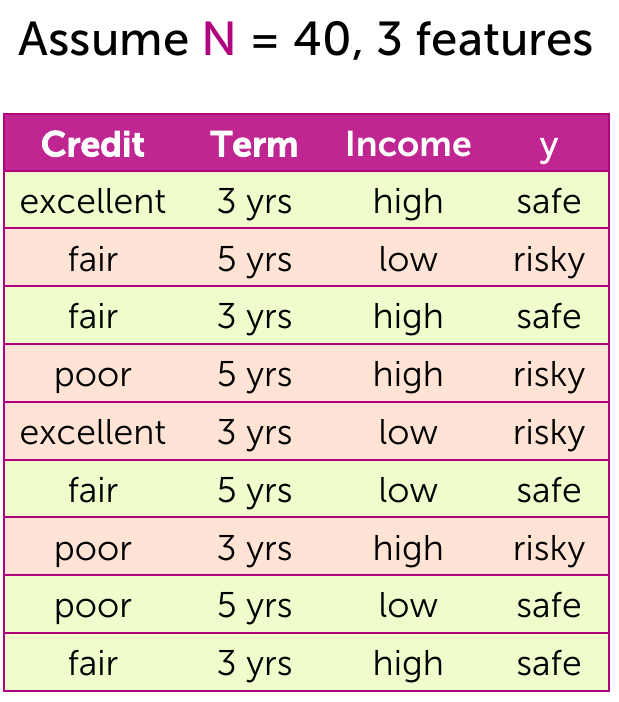 Assume N = 40, 3 features
Credit Term Income y
excellent 3 yrs high safe
fair 5 yrs low risky
fair 3 yrs high safe
poor 5 yrs high risky
excellent 3 yrs low risky
fair 5 yrs low safe
poor 3 yrs high risky
poor 5 yrs low safe
fair 3 yrs high safe